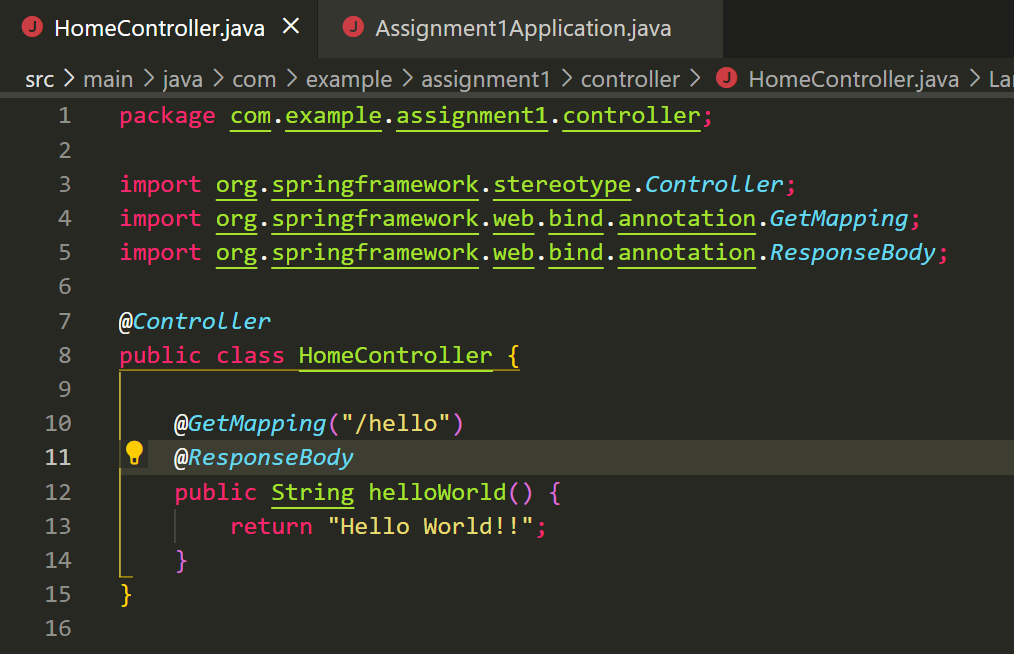 HomeController.java
Assignment1Application.java
src > main > java > com > example > assignment1 > controller > HomeController.java >
1 package com.example.assignment1.controller;
2
3 import org.springframework.stereotype.Controller;
4 import org.springframework.web.bind.annotation.GetMapping;
5 import org.springframework.web.bind.annotation.ResponseBody;
6
7 @Controller
8 public class HomeController {
9
10 @GetMapping("/hello")
11 @ResponseBody
12 public String helloWorld() {
13 return "Hello World!!";
14 }
15 }
16